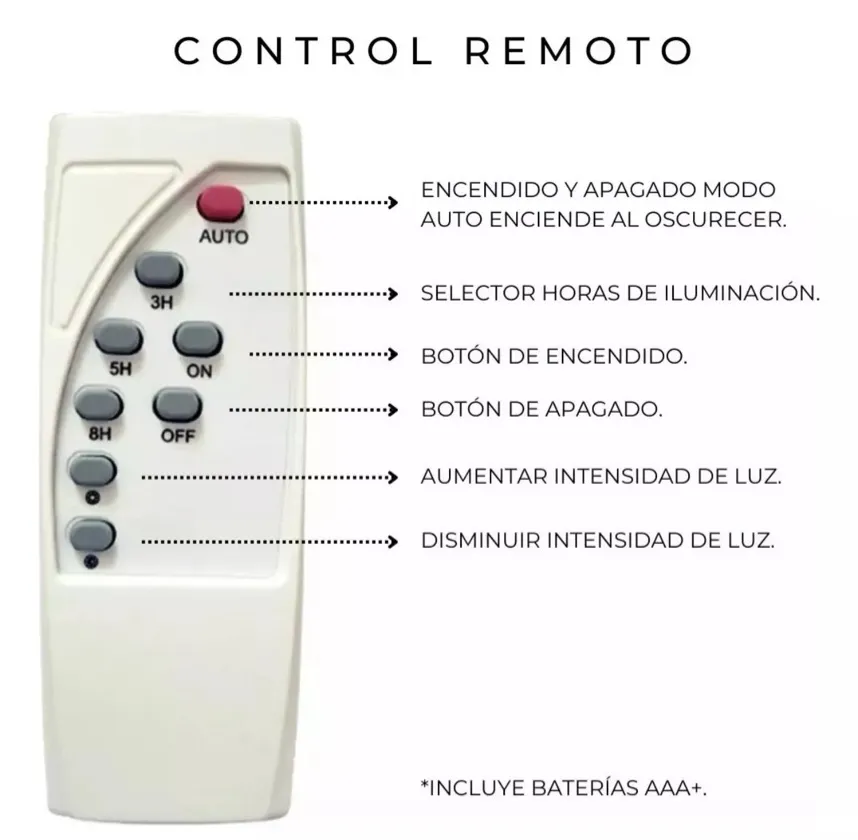 CONTROL REMOTO
ENCENDIDO Y APAGADO MODO
AUTO ENCIENDE AL OSCURECER.
AUTO
3H
SELECTOR HORAS DE ILUMINACIÓN.
5H
ON
BOTÓN DE ENCENDIDO.
8H
OFF
BOTÓN DE APAGADO.
AUMENTAR INTENSIDAD DE LUZ.
DISMINUIR INTENSIDAD DE LUZ.
*INCLUYE BATERÍAS AAA+.